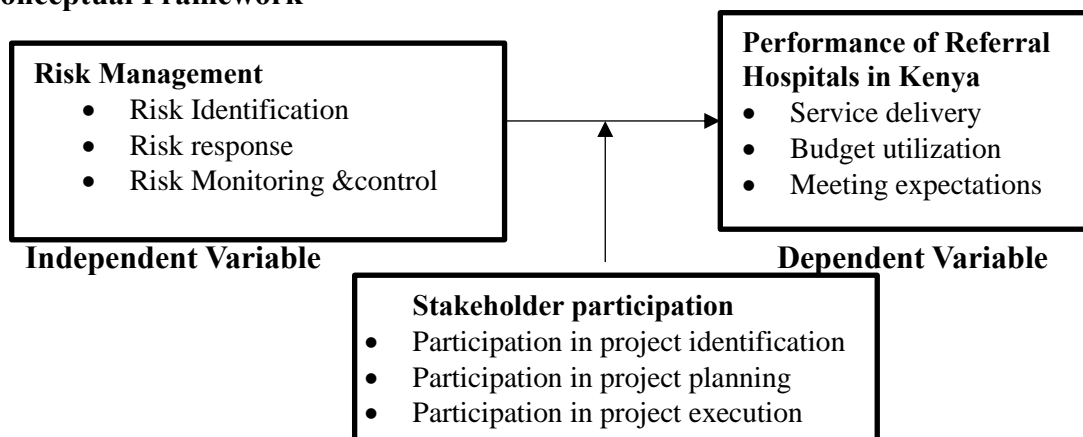 Conceptual Framework
Risk Management
• Risk Identification
• Risk response
• Risk Monitoring &control
Independent Variable
Performance of Referral
Hospitals in Kenya
• Service delivery
• Budget utilization
• Meeting expectations
Dependent Variable
Stakeholder participation
• Participation in project identification
• Participation in project planning
• Participation in project execution